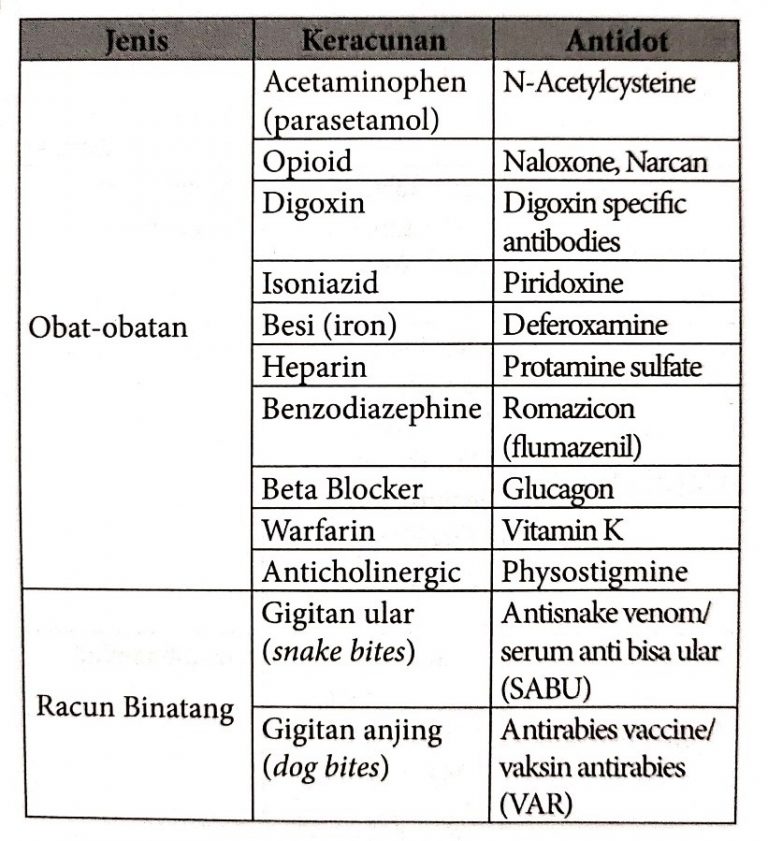 Jenis Keracunan Antidot
Obat-obatan
Acetaminophen N-Acetylcysteine
(parasetamol)
Opioid Naloxone, Narcan
Digoxin Digoxin specific
antibodies
Isoniazid Piridoxine
Besi (iron) Deferoxamine
Heparin Protamine sulfate
Benzodiazephine Romazicon
(flumazenil)
Beta Blocker Glucagon
Warfarin Vitamin K
Anticholinergic Physostigmine
Racun Binatang
Gigitan ular Antisnake venom/
(snake bites) serum anti bisa ular
(SABU)
Gigitan anjing Antirabies vaccine/
(dog bites) vaksin antirabies
(VAR)